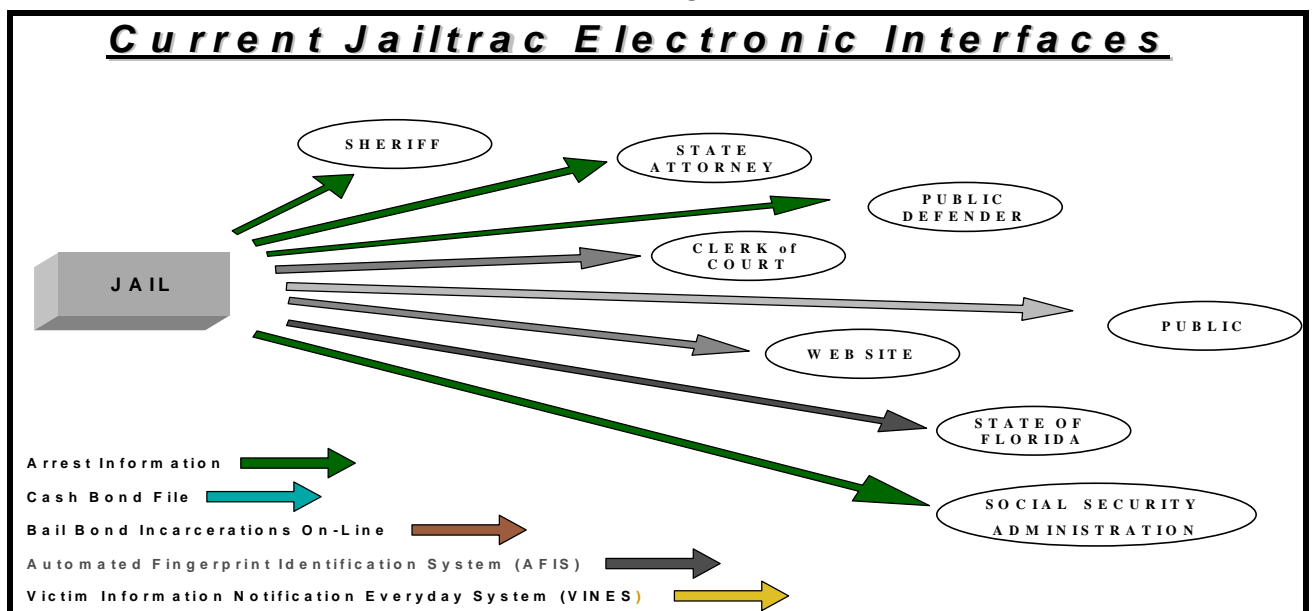 Current Jailtrac Electronic Interfaces
SHERIFF
STATE
ATTORNEY
PUBLIC
DEFENDER
CLERK of
COURT
JAIL
PUBLIC
WEB SITE
STATE OF
FLORIDA
SOCIAL SECURITY
ADMINISTRATION
Arrest Information
Cash Bond File
Bail Bond Incarcerations On-Line
Automated Fingerprint Identification System (AFIS)
Victim Information Notification Everyday System (VINES)